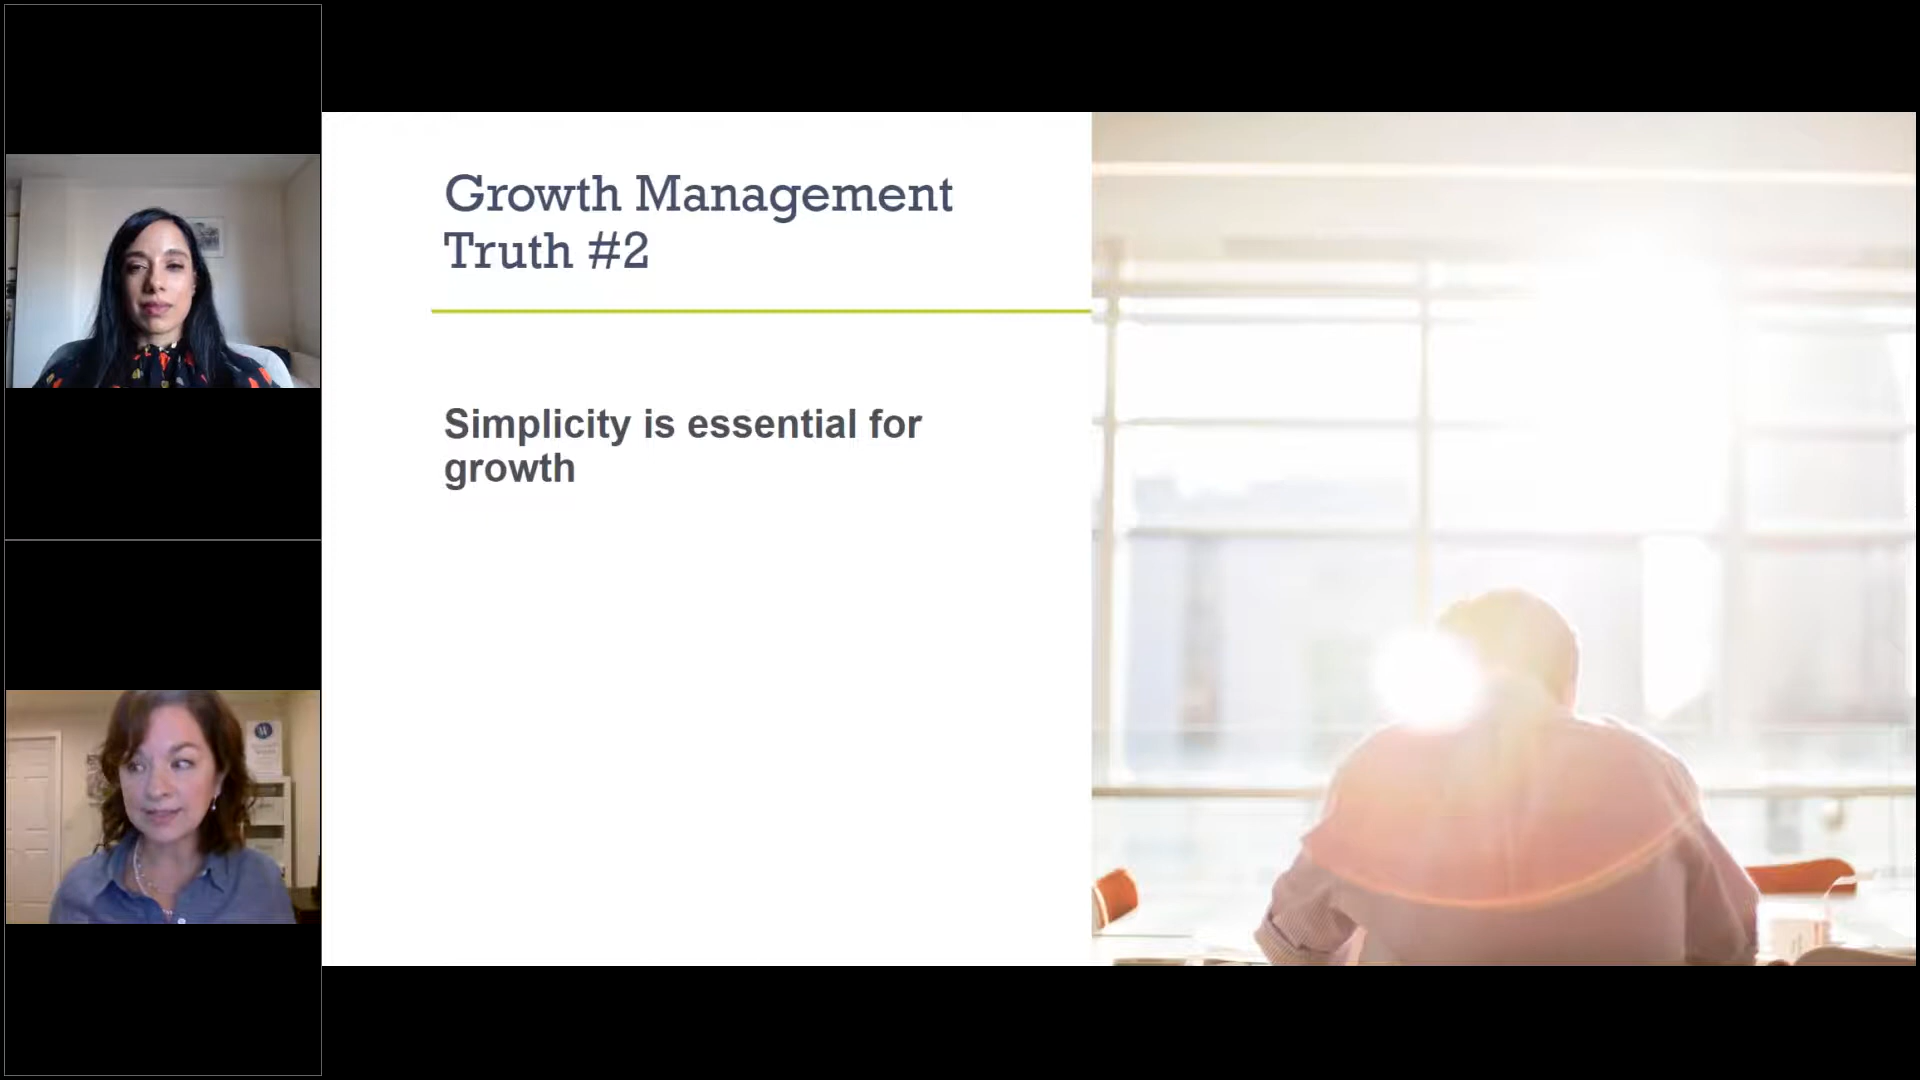 Growth Management
Truth #2
Simplicity is essential for
growth